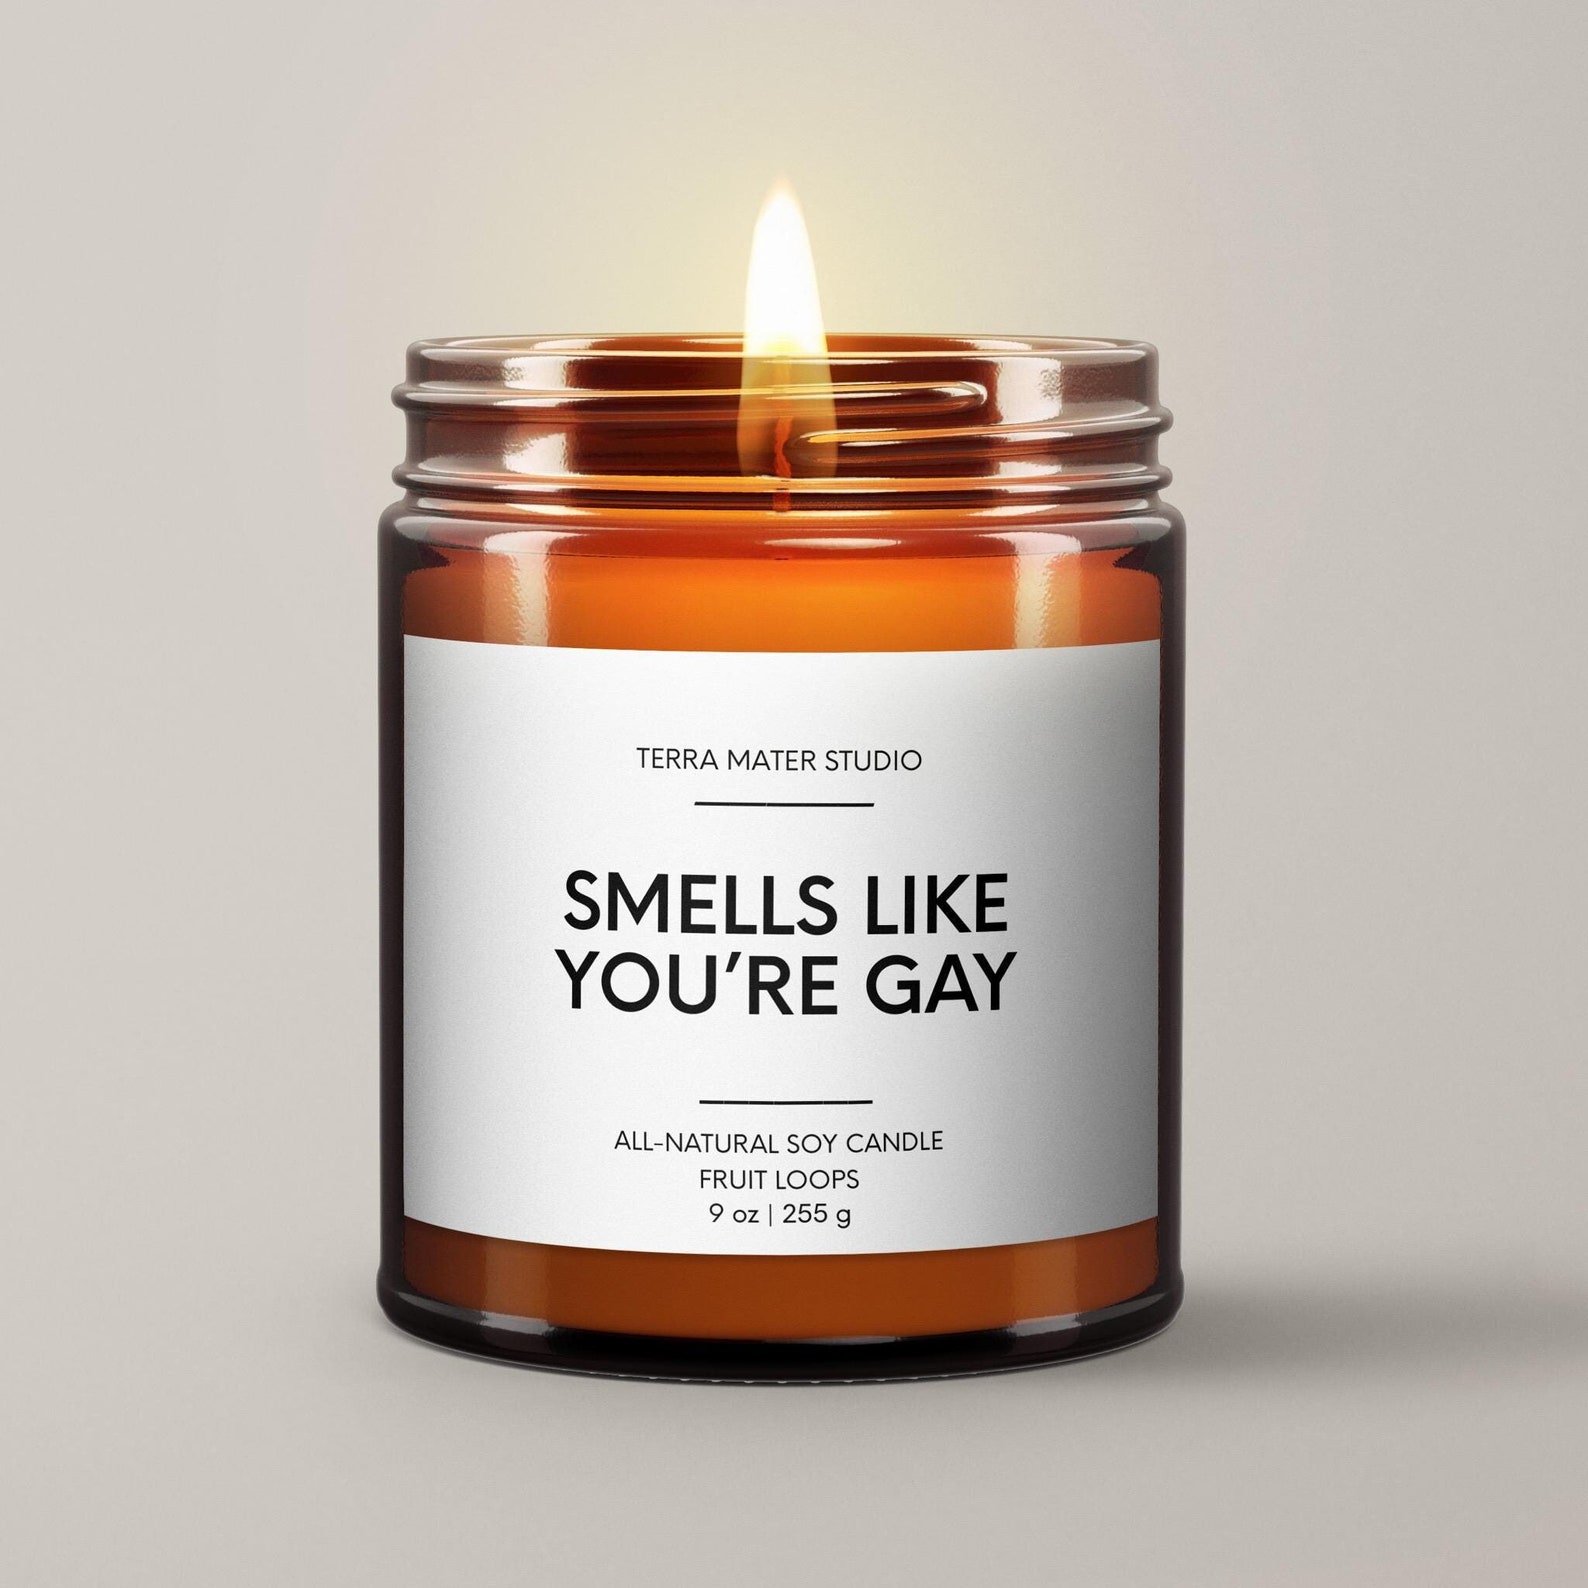 TERRA MATER STUDIO
SMELLS LIKE
YOU'RE GAY
ALL-NATURAL SOY CANDLE
FRUIT LOOPS
9 oz | 255 g